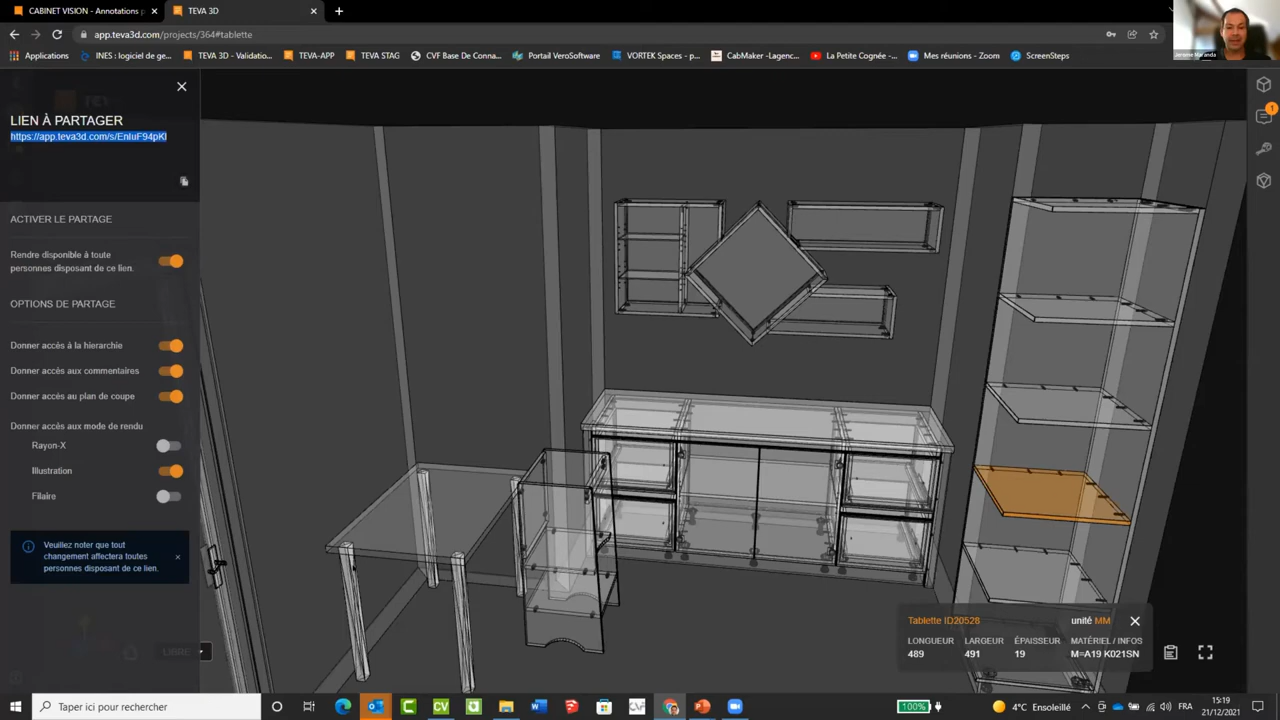 CABINET VISION — Annotations p
TEVA 3D
app.teva3d.com/projects/364#tablette
Applications
INES : logiciel de ge...
TEVA 3D - Validatio...
TEVA-APP
TEVA STAG
CVF Base De Conna...
Portail VeroSoftware
VORTEK Spaces - p...
CabMaker -Lagenc...
La Petite Cognée -...
Mes réunions - Zoom
ScreenSteps
Jerome Maranda
TEVA
LIEN À PARTAGER
ACTIVER LE PARTAGE
Rendre disponible à toute
personnes disposant de ce lien.
OPTIONS DE PARTAGE
Donner accès à la hierarchie
Donner accès aux commentaires
Donner accès au plan de coupe
Donner accès aux mode de rendu
Rayon-X
Illustration
Filaire
Veuillez noter que tout
changement affectera toutes
personnes disposant de ce lien.
LIBRE
1
Tablette ID20528 unité MM
LONGUEUR LARGEUR ÉPAISSEUR MATÉRIEL / INFOS
489 491 19 M=A19 K021SN
Taper ici pour rechercher
100%
4°C Ensoleillé
FRA
15:19
21/12/2021